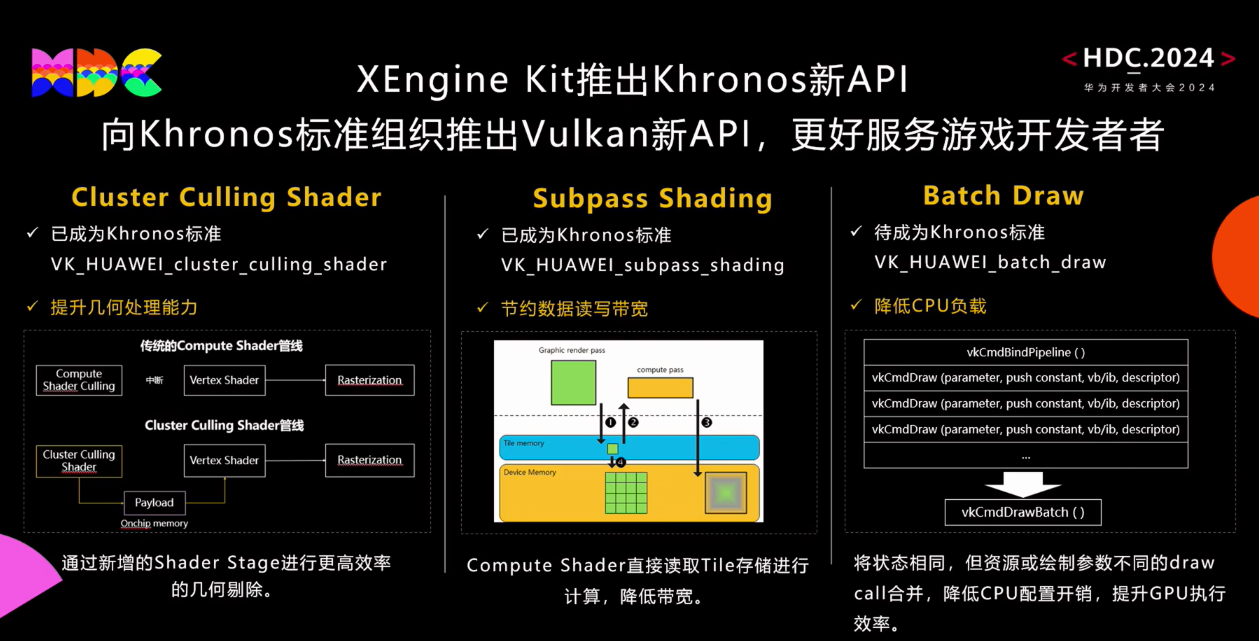 HDC
<HDC.2024>
华为开发者大会2024
XEngine Kit推出Khronos新API
向Khronos标准组织推出Vulkan新API，更好服务游戏开发者者
Cluster Culling Shader
✓ 已成为Khronos标准
VK_HUAWEI_cluster_culling_shader
✓ 提升几何处理能力
传统的Compute Shader管线
Compute
Shader Culling
中断
Vertex Shader
Rasterization
Cluster Culling Shader管线
Cluster Culling
Shader
Vertex Shader
Rasterization
Payload
Onchip memory
通过新增的Shader Stage进行更高效率
的几何剔除。
Subpass Shading
✓ 已成为Khronos标准
VK_HUAWEI_subpass_shading
✓ 节约数据读写带宽
Graphic render pass
compute pass
❶ ❷ ❸
Tile memory
❹
Device Memory
Compute Shader直接读取Tile存储进行
计算，降低带宽。
Batch Draw
✓ 待成为Khronos标准
VK_HUAWEI_batch_draw
✓ 降低CPU负载
vkCmdBindPipeline ( )
vkCmdDraw (parameter, push constant, vb/ib, descriptor)
vkCmdDraw (parameter, push constant, vb/ib, descriptor)
vkCmdDraw (parameter, push constant, vb/ib, descriptor)
...
vkCmdDrawBatch ( )
将状态相同，但资源或绘制参数不同的draw
call合并，降低CPU配置开销，提升GPU执行
效率。